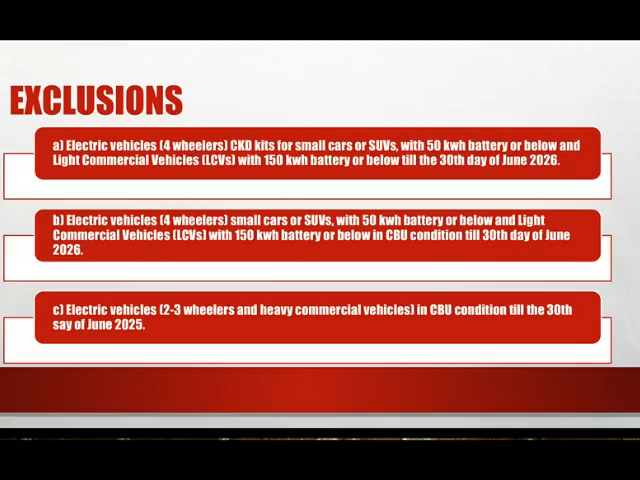 EXCLUSIONS
a) Electric vehicles (4 wheelers) CKD kits for small cars or SUVs, with 50 kwh battery or below and
Light Commercial Vehicles (LCVs) with 150 kwh battery or below till the 30th day of June 2026.
b) Electric vehicles (4 wheelers) small cars or SUVs, with 50 kwh battery or below and Light
Commercial Vehicles (LCVs) with 150 kwh battery or below in CBU condition till 30th day of June
2026.
c) Electric vehicles (2-3 wheelers and heavy commercial vehicles) in CBU condition till the 30th
say of June 2025.